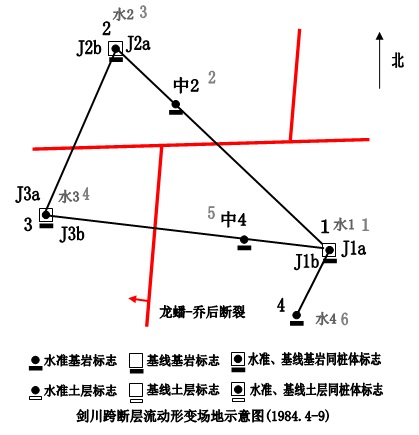 2 水2 3
J2b J2a
中2 2
北
J3a 水3 4
3 J3b
5 中4
1 水1 1
J1b J1a
4 水4 6
龙蟠-乔后断裂
水准基岩标志 基线基岩标志 水准、基线基岩同桩体标志
水准土层标志 基线土层标志 水准、基线土层同桩体标志
剑川跨断层流动形变场地示意图(1984.4-9)